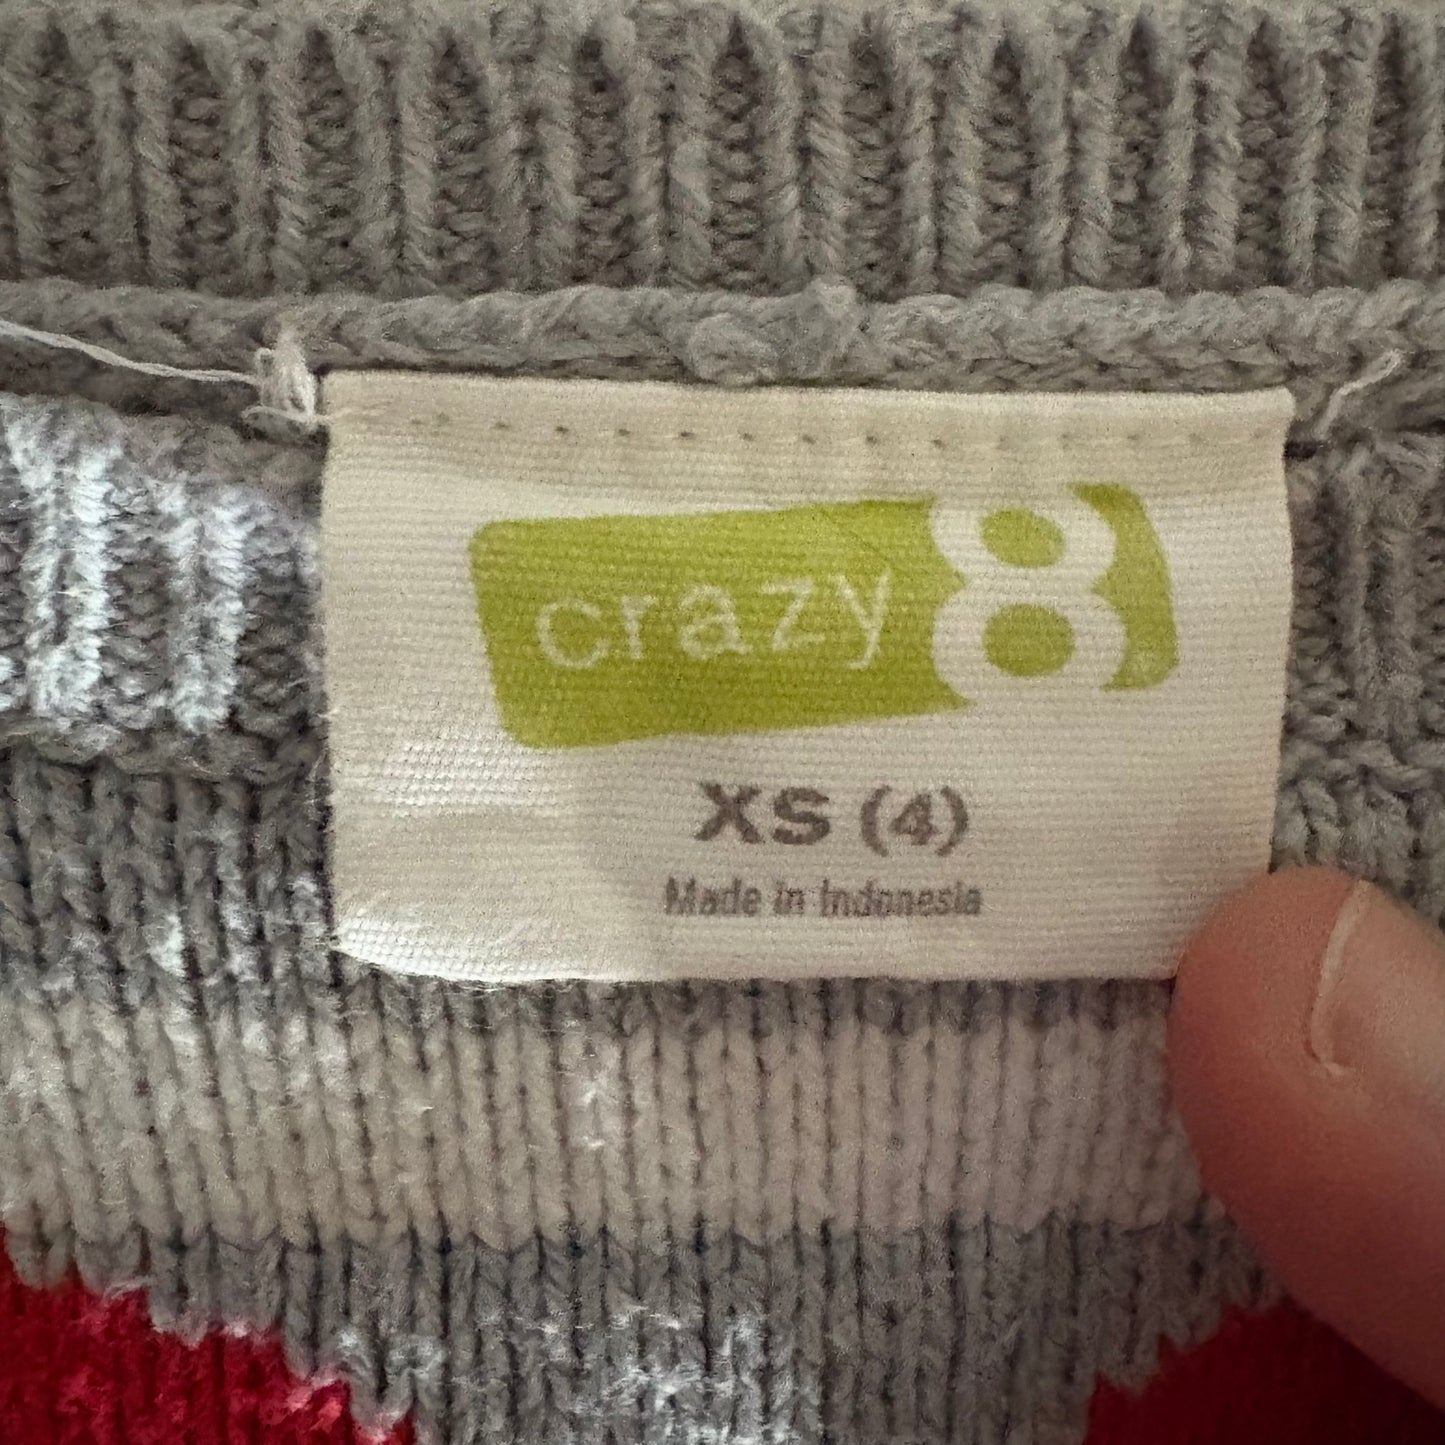 crazy 8
XS (4)
Made in Indonesia